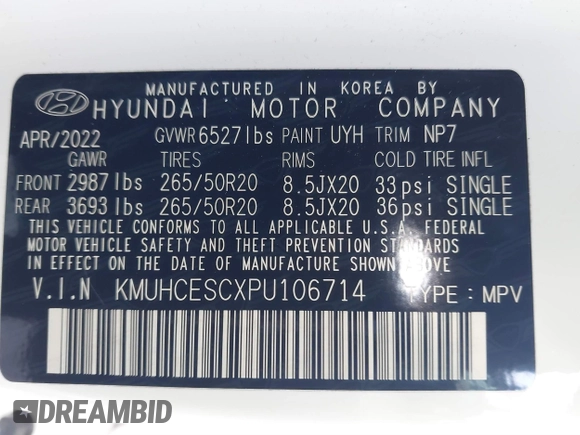 MANUFACTURED IN KOREA BY
HYUNDAI MOTOR COMPANY
APR/2022 GVWR 6527lbs PAINT UYH TRIM NP7
GAWR TIRES RIMS COLD TIRE INFL
FRONT 2987lbs 265/50R20 8.5JX20 33psi SINGLE
REAR 3693lbs 265/50R20 8.5JX20 36psi SINGLE
THIS VEHICLE CONFORMS TO ALL APPLICABLE U.S.A. FEDERAL
MOTOR VEHICLE SAFETY AND THEFT PREVENTION STANDARDS
IN EFFECT ON THE DATE OF MANUFACTURE SHOWN ABOVE.
V.I.N KMUHCESCXPU106714 TYPE : MPV
DREAMBID